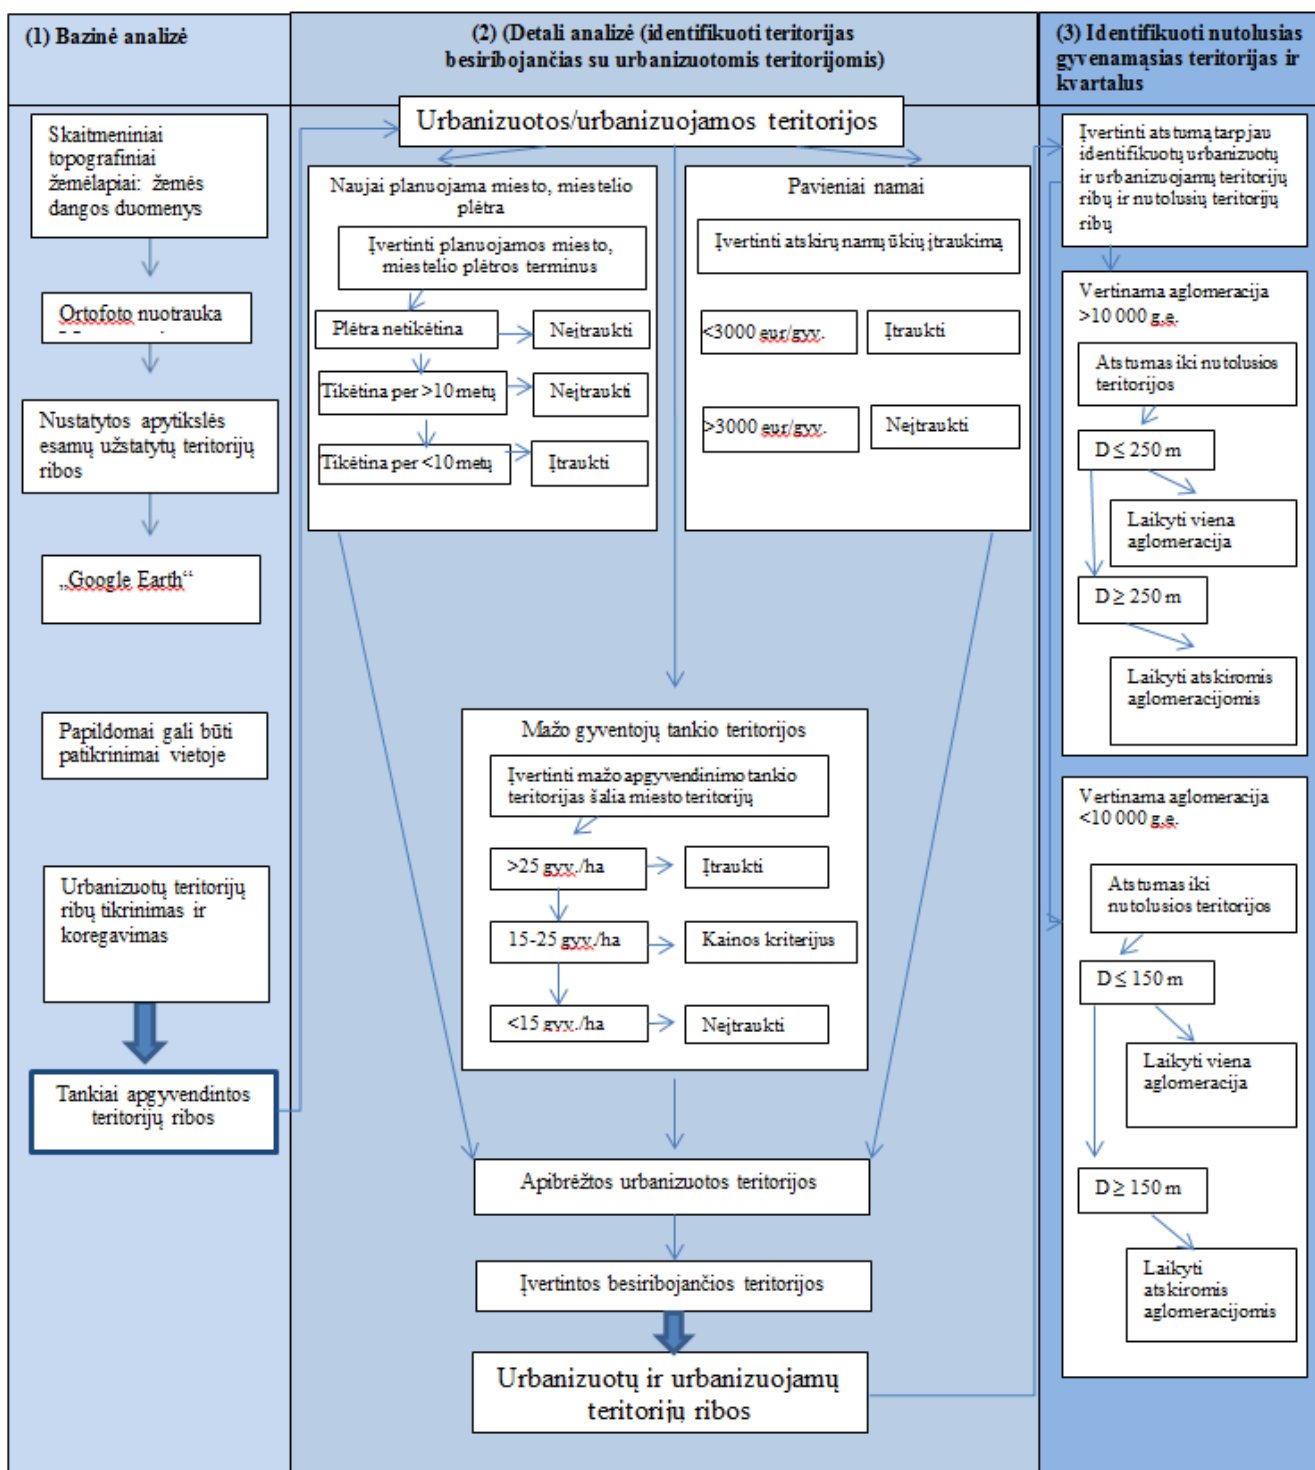 (1) Bazinė analizė
(2) (Detali analizė (identifikuoti teritorijas
besiribojančias su urbanizuotomis teritorijomis)
(3) Identifikuoti nutolusias
gyvenamąsias teritorijas ir
kvartalus
Skaitmeniniai
topografiniai
žemėlapiai: žemės
dangos duomenys
Ortofoto nuotrauka
Nustatytos apytikslės
esamų užstatytų teritorijų
ribos
„Google Earth“
Papildomai gali būti
patikrinimai vietoje
Urbanizuotų teritorijų
ribų tikrinimas ir
koregavimas
Tankiai apgyvendintos
teritorijų ribos
Urbanizuotos/urbanizuojamos teritorijos
Naujai planuojama miesto, miestelio
plėtra
Įvertinti planuojamos miesto,
miestelio plėtros terminus
Plėtra netikėtina
Neįtraukti
Tikėtina per >10 metų
Neįtraukti
Tikėtina per <10 metų
Įtraukti
Pavieniai namai
Įvertinti atskirų namų ūkių įtraukimą
<3000 eur/gyv.
Įtraukti
>3000 eur/gyv.
Neįtraukti
Mažo gyventojų tankio teritorijos
Įvertinti mažo apgyvendinimo tankio
teritorijas šalia miesto teritorijų
>25 gyv./ha
Įtraukti
15-25 gyv./ha
Kainos kriterijus
<15 gyv./ha
Neįtraukti
Apibrėžtos urbanizuotos teritorijos
Įvertintos besiribojančios teritorijos
Urbanizuotų ir urbanizuojamų
teritorijų ribos
Įvertinti atstumą tarp jau
identifikuotų urbanizuotų
ir urbanizuojamų teritorijų
ribų ir nutolusių teritorijų
ribų
Vertinama aglomeracija
>10 000 g.e.
Atstumas iki nutolusios
teritorijos
D ≤ 250 m
Laikyti viena
aglomeracija
D ≥ 250 m
Laikyti atskiromis
aglomeracijomis
Vertinama aglomeracija
<10 000 g.e.
Atstumas iki
nutolusios teritorijos
D ≤ 150 m
Laikyti viena
aglomeracija
D ≥ 150 m
Laikyti
atskiromis
aglomeracijomis